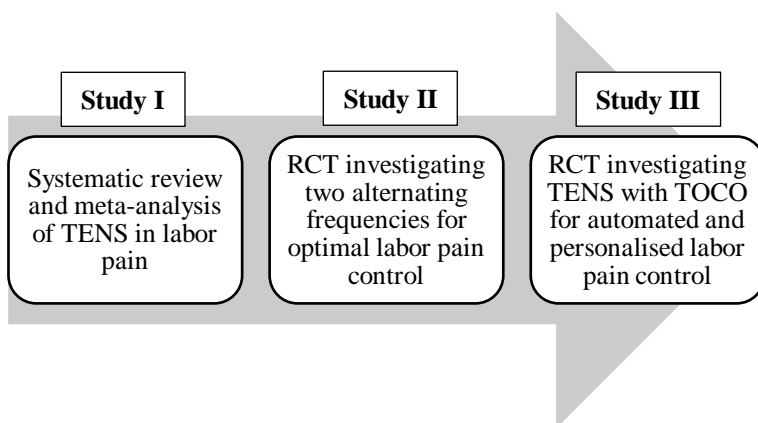 Study I
Systematic review
and meta-analysis
of TENS in labor
pain
Study II
RCT investigating
two alternating
frequencies for
optimal labor pain
control
Study III
RCT investigating
TENS with TOCO
for automated and
personalised labor
pain control